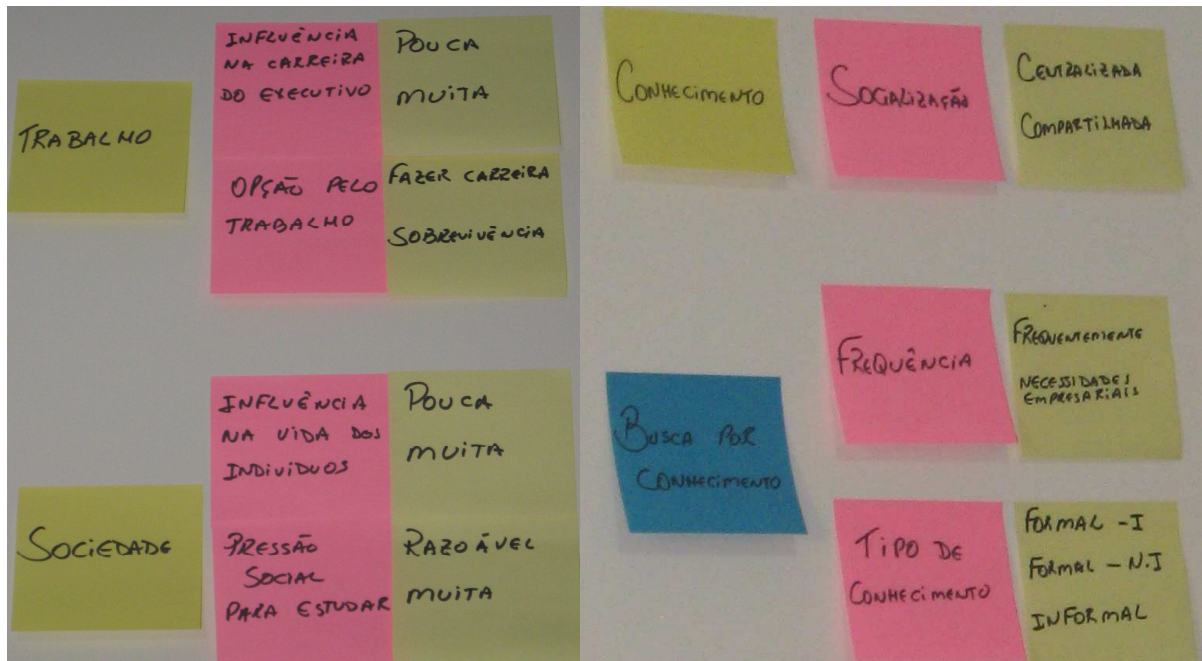 TRABALHO
INFLUÊNCIA
NA CARREIRA
DO EXECUTIVO
POUCA
MUITA
OPÇÃO PELO
TRABALHO
FAZER CARREIRA
SOBREVIVÊNCIA
SOCIEDADE
INFLUÊNCIA
NA VIDA DOS
INDIVIDUOS
POUCA
MUITA
PRESSÃO
SOCIAL
PARA ESTUDAR
RAZOÁVEL
MUITA
CONHECIMENTO
SOCIALIZAÇÃO
CENTRALIZADA
COMPARTILHADA
BUSCA POR
CONHECIMENTO
FREQUÊNCIA
FREQUENTEMENTE
NECESSIDADES
EMPRESARIAIS
TIPO DE
CONHECIMENTO
FORMAL - I
FORMAL - N.I
INFORMAL